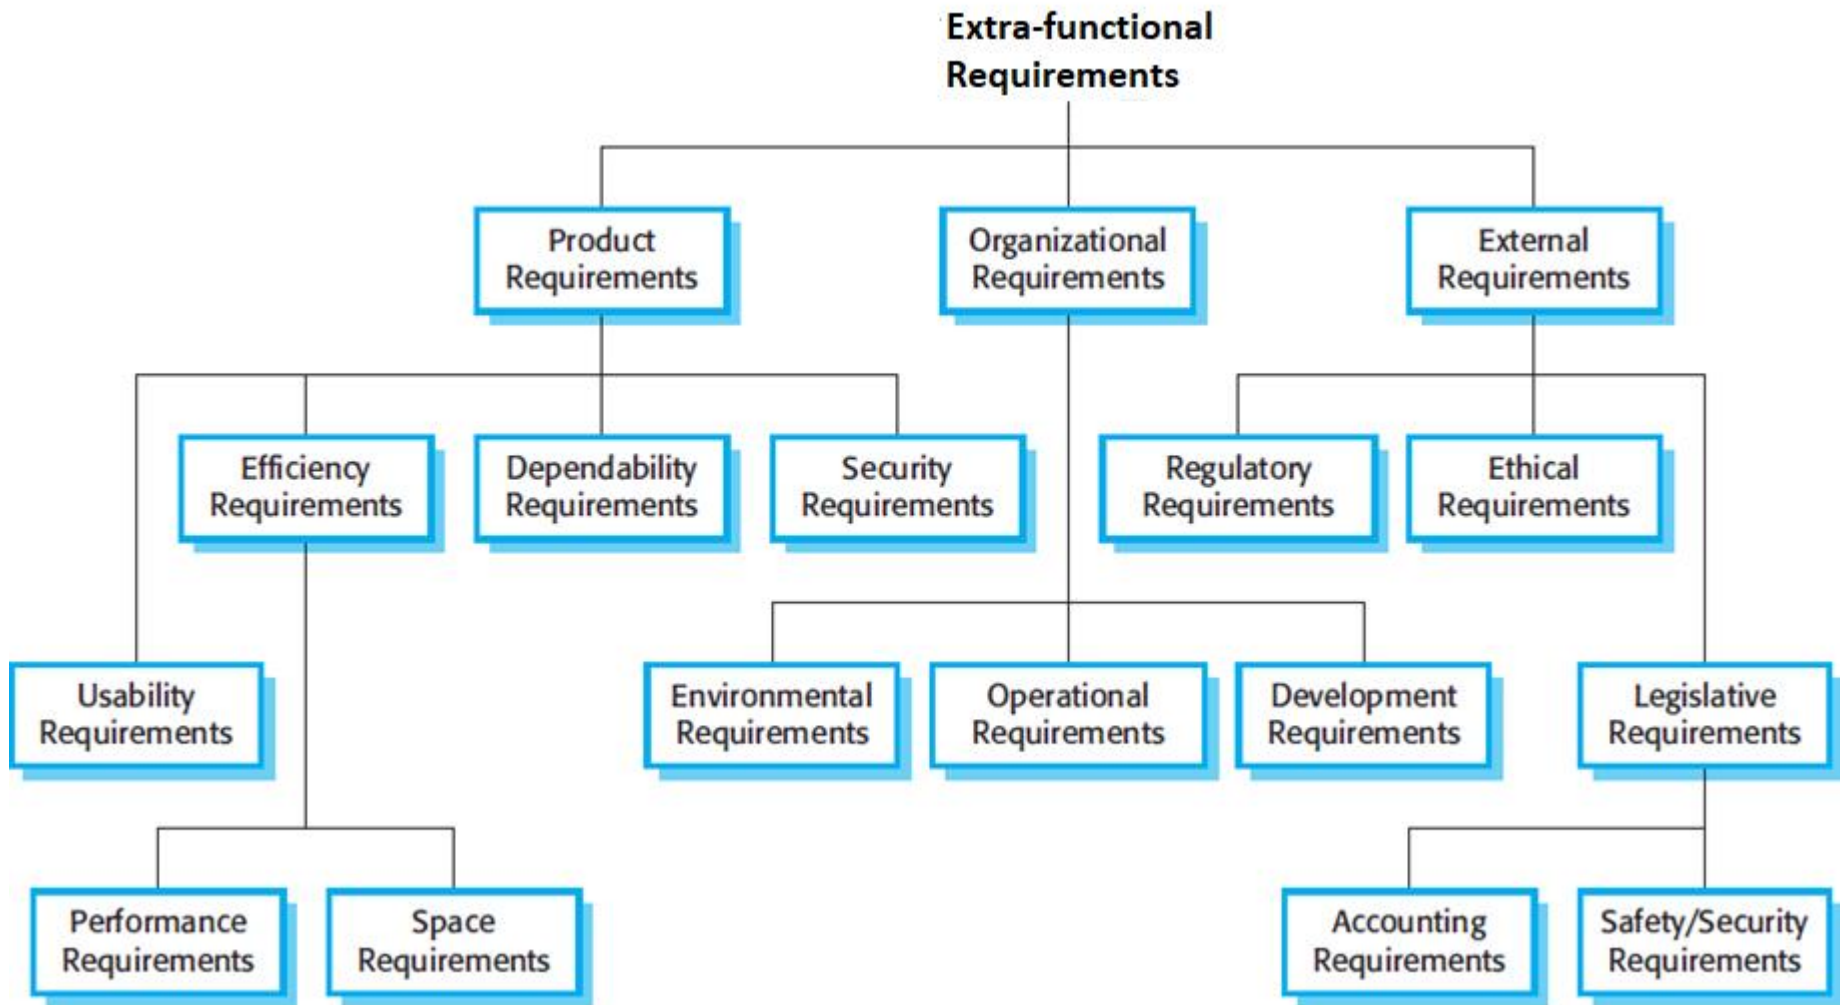 Extra-functional
Requirements
Product
Requirements
Organizational
Requirements
External
Requirements
Efficiency
Requirements
Dependability
Requirements
Security
Requirements
Regulatory
Requirements
Ethical
Requirements
Usability
Requirements
Environmental
Requirements
Operational
Requirements
Development
Requirements
Legislative
Requirements
Performance
Requirements
Space
Requirements
Accounting
Requirements
Safety/Security
Requirements